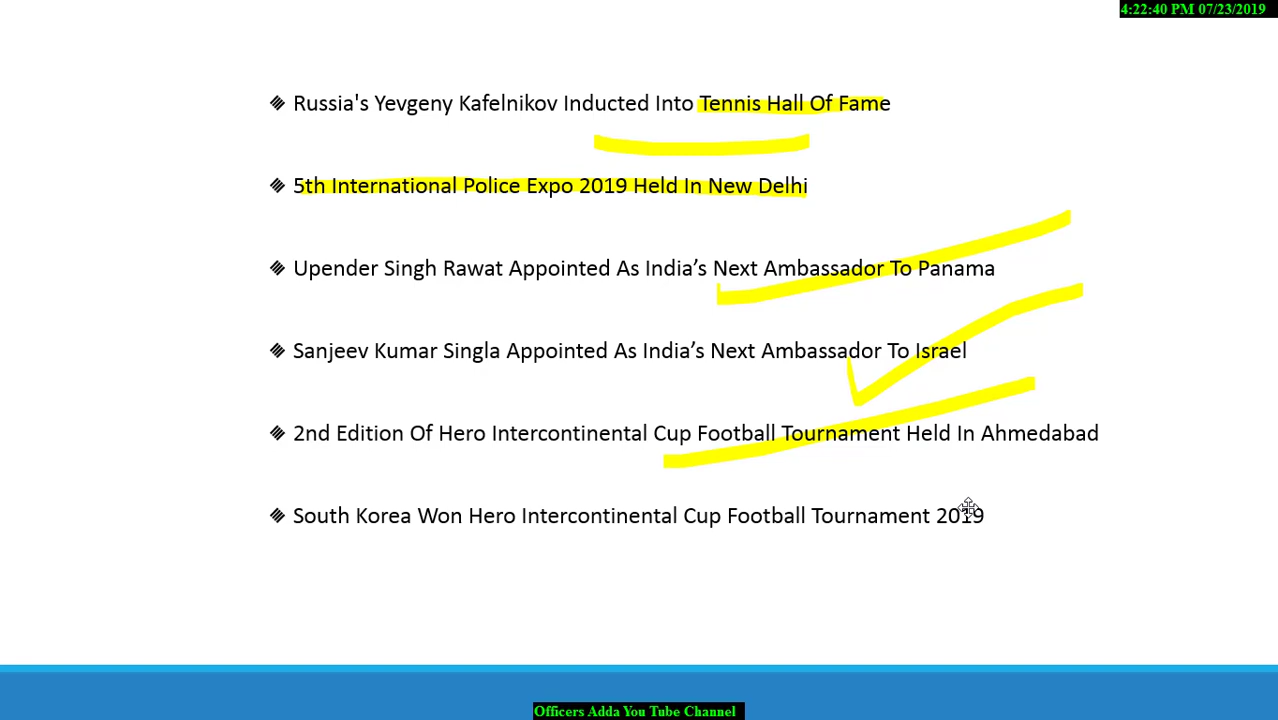 4:22:40 PM 07/23/2019
Russia's Yevgeny Kafelnikov Inducted Into Tennis Hall Of Fame
5th International Police Expo 2019 Held In New Delhi
Upender Singh Rawat Appointed As India’s Next Ambassador To Panama
Sanjeev Kumar Singla Appointed As India’s Next Ambassador To Israel
2nd Edition Of Hero Intercontinental Cup Football Tournament Held In Ahmedabad
South Korea Won Hero Intercontinental Cup Football Tournament 2019
Officers Adda You Tube Channel